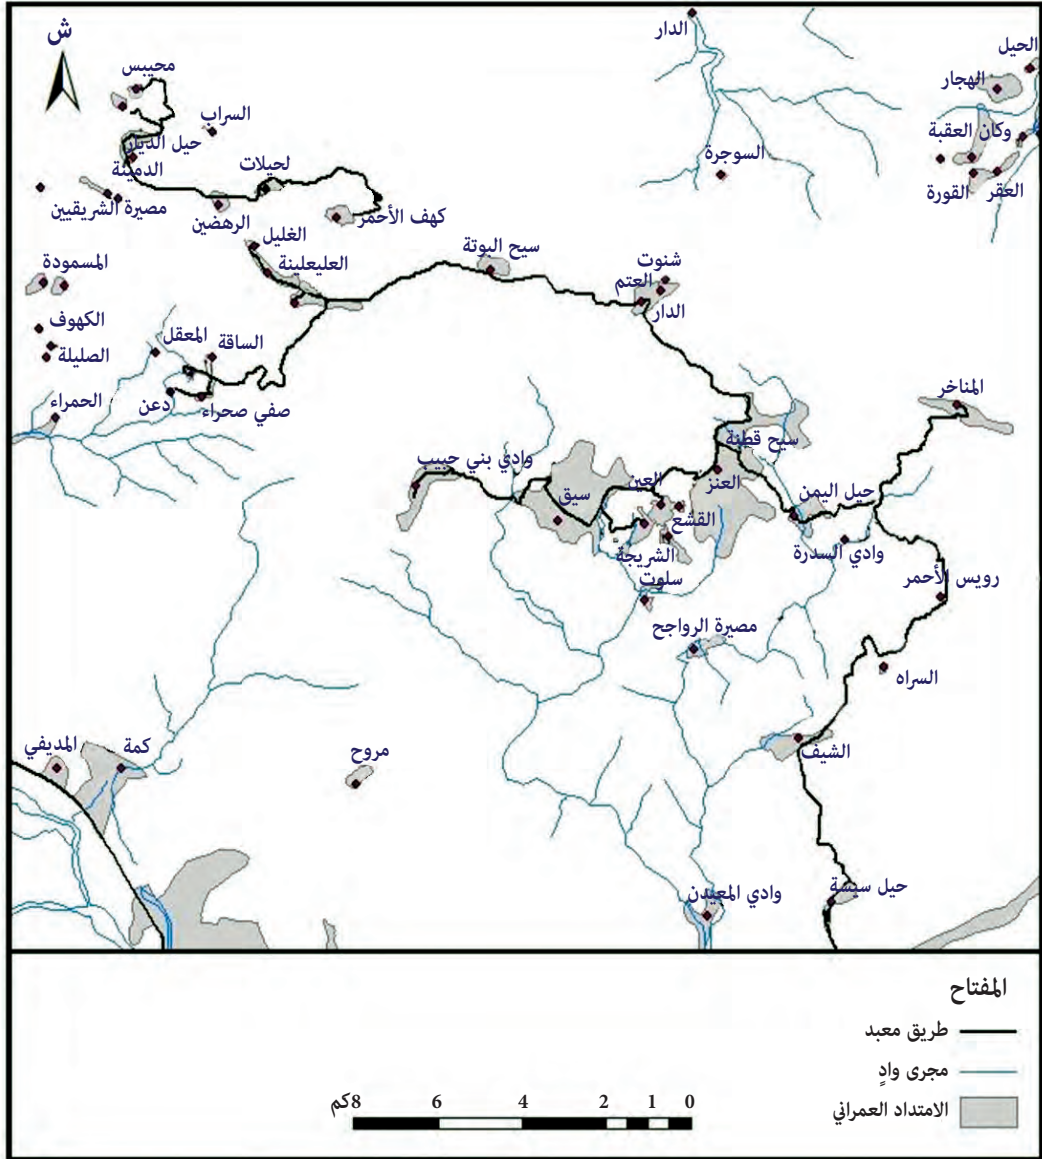 ش
الدار
الحيل
محيبس
الهجار
السراب
وكان العقبة
حيل الديار
السوجرة
الدمينة
لحيلات
العقر
القورة
مصيرة الشريقيين
الرهضين
كهف الأحمر
الغليل
سيح البوتة
شنوت
المسمودة
العليعلينة
العتم
الدار
الكهوف
المعقل
الساقة
الصليلة
المناخر
الحمراء
دعن
صفي صحراء
سيح قطنة
وادي بني حبيب
العين
العنز
سيق
حيل اليمن
القشع
الشريجة
وادي السدرة
سلوت
رويس الأحمر
مصيرة الرواجح
السراه
المديفي
كمة
مروح
الشيف
وادي المعيدن
حيل سبسة
المفتاح
طريق معبد
مجرى وادٍ
الامتداد العمراني
0 1 2 4 6 8كم